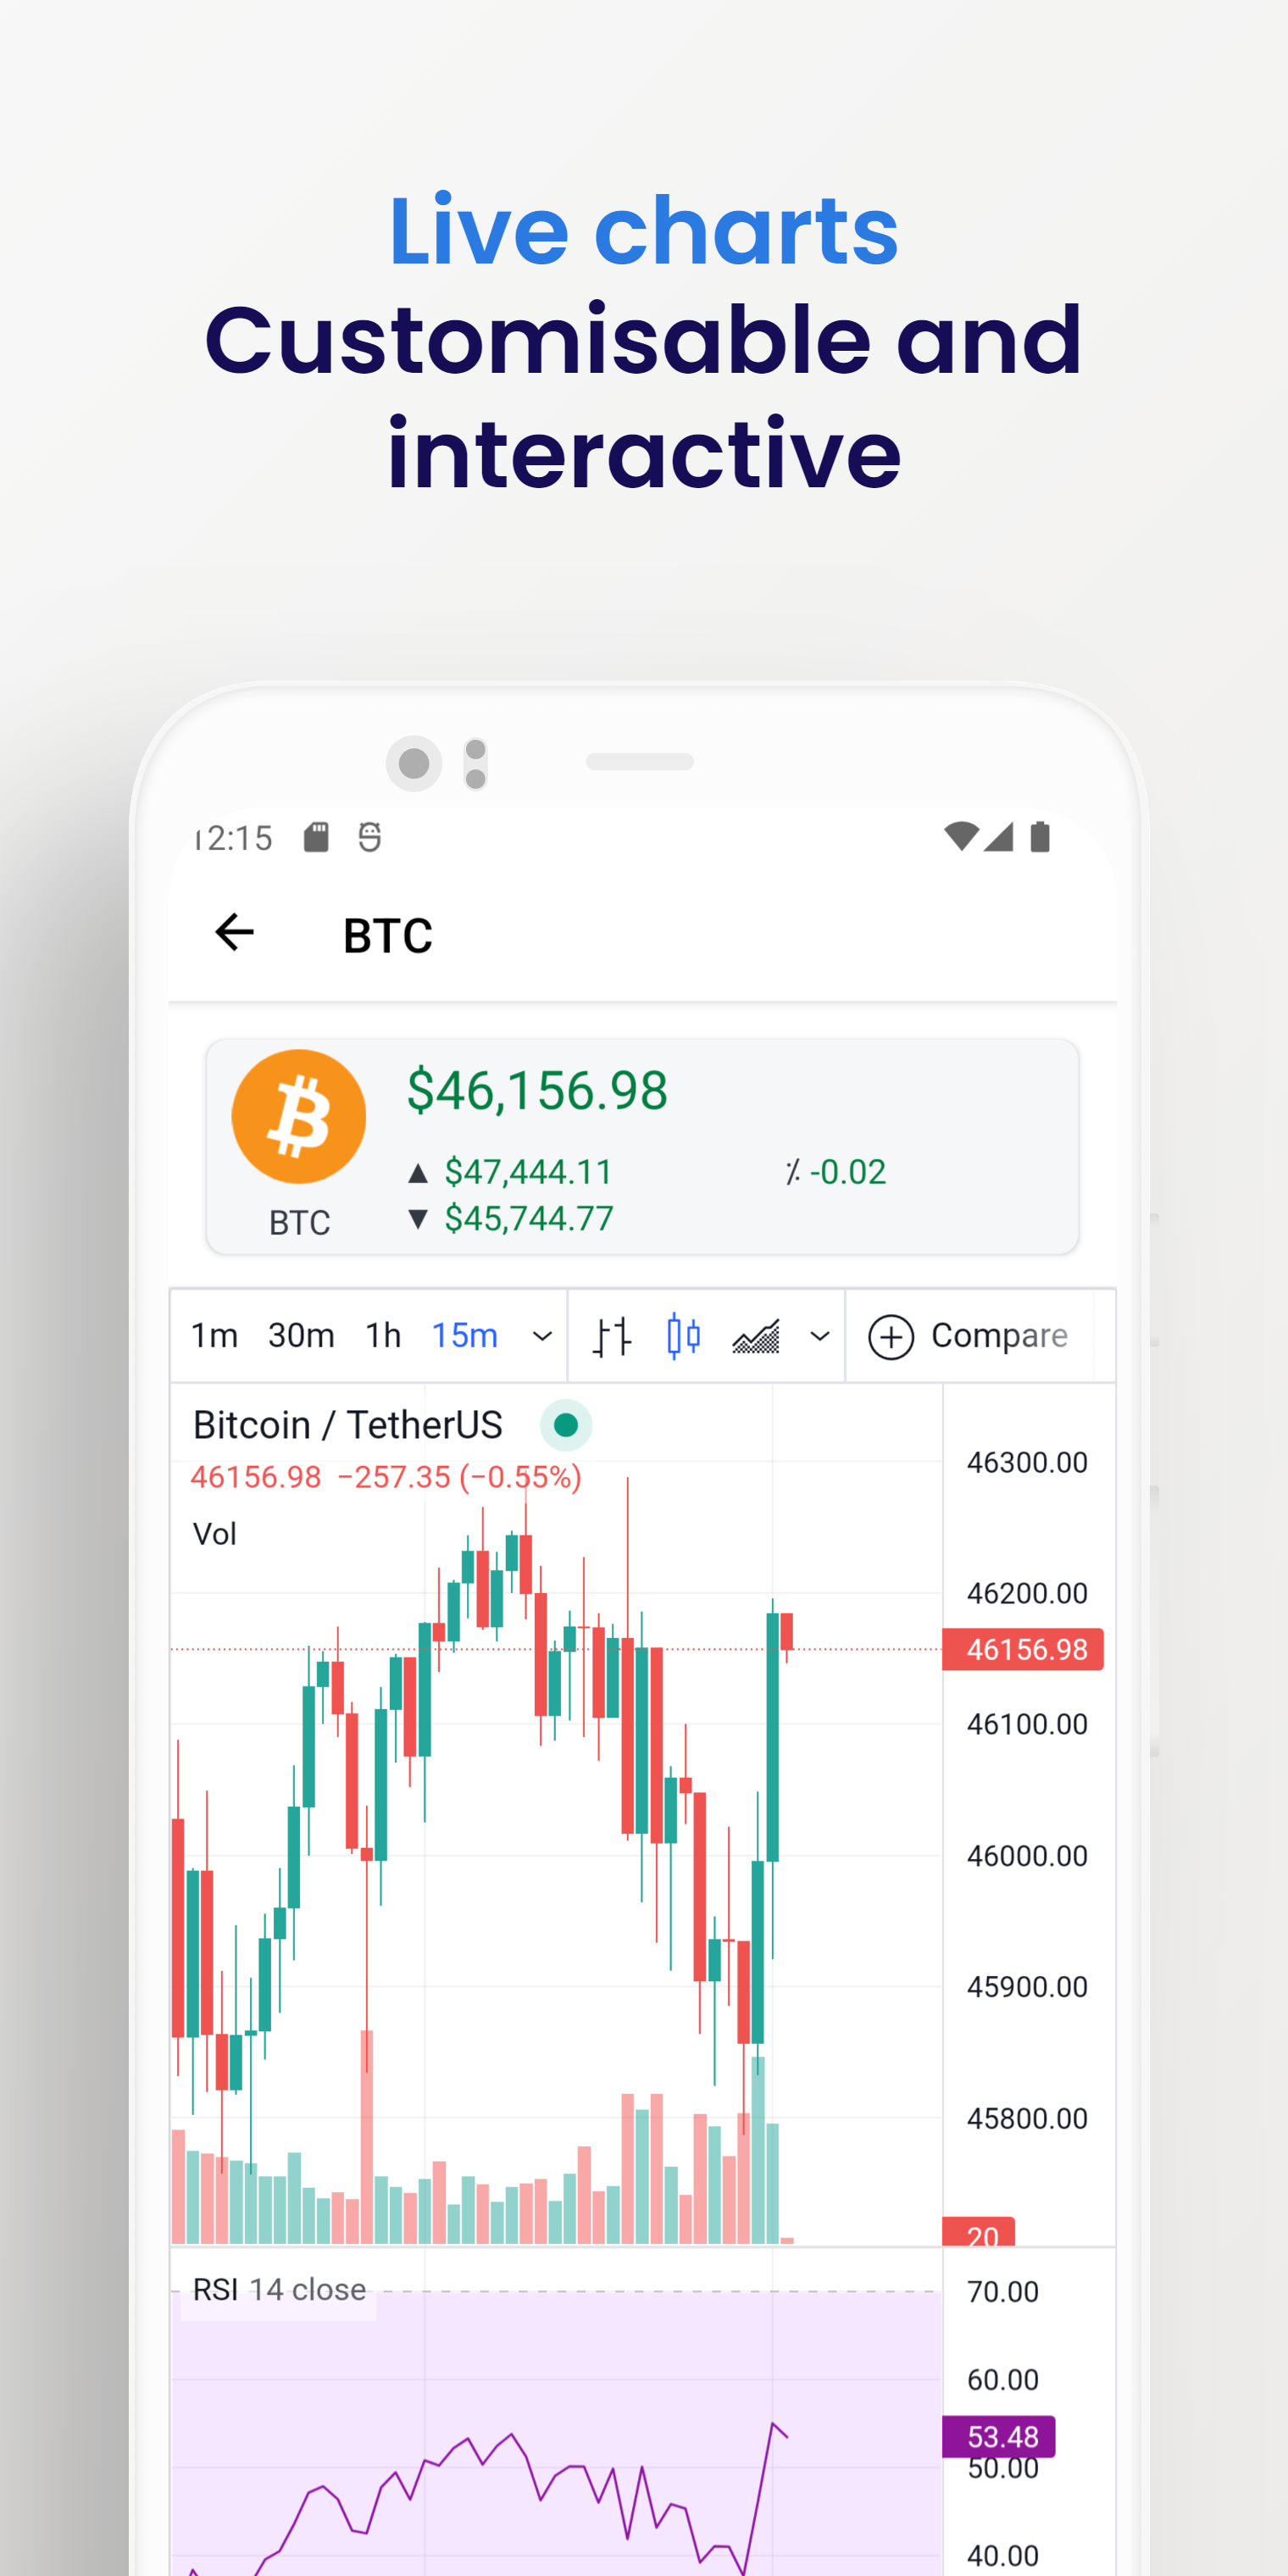 Live charts
Customisable and
interactive
12:15
BTC
$46,156.98
▲ $47,444.11 ⁒ -0.02
BTC
▼ $45,744.77
1m 30m 1h 15m Compare
Bitcoin / TetherUS
46156.98 −257.35 (−0.55%)
Vol
46300.00
46200.00
46156.98
46100.00
46000.00
45900.00
45800.00
20
RSI 14 close
70.00
60.00
53.48
50.00
40.00